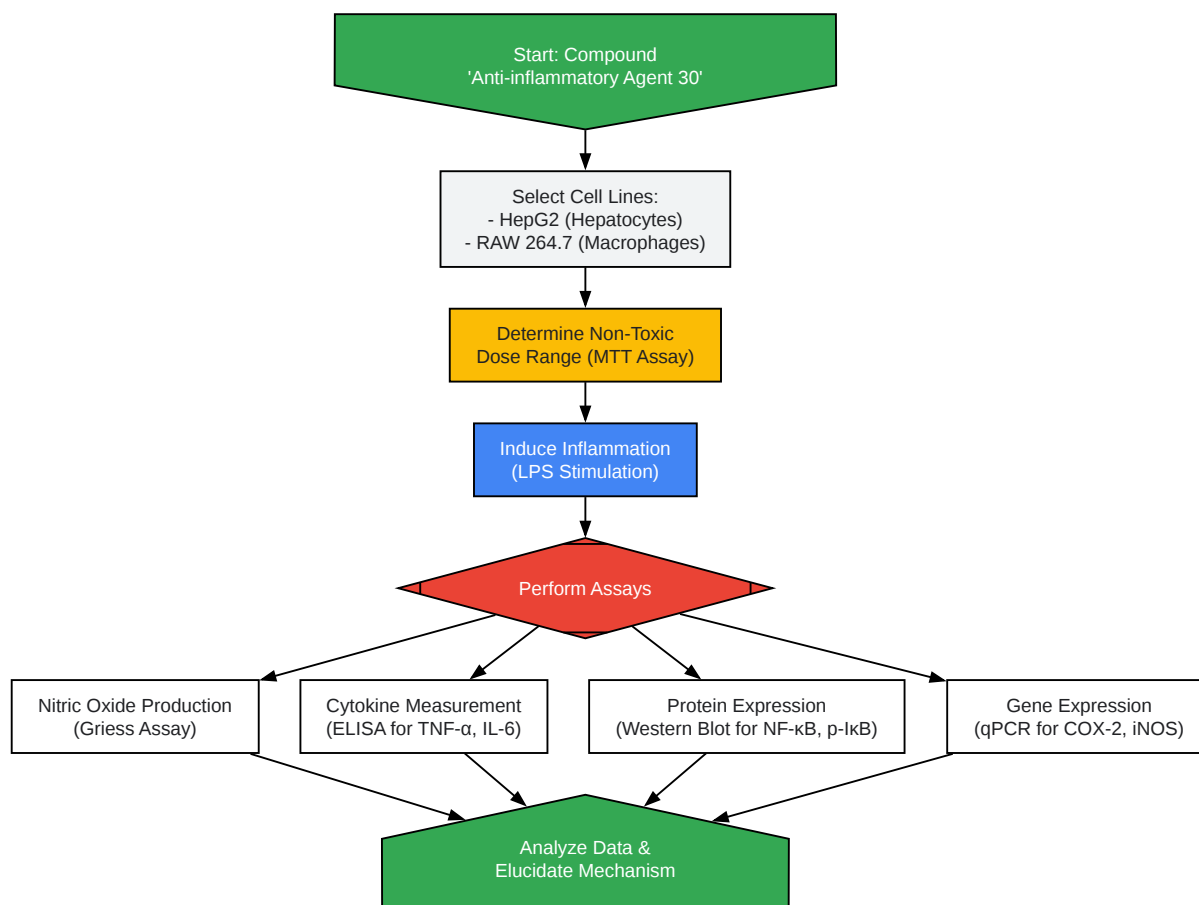 Start: Compound
'Anti-inflammatory Agent 30'
Select Cell Lines:
- HepG2 (Hepatocytes)
- RAW 264.7 (Macrophages)
Determine Non-Toxic
Dose Range (MTT Assay)
Induce Inflammation
(LPS Stimulation)
Perform Assays
Nitric Oxide Production
(Griess Assay)
Cytokine Measurement
(ELISA for TNF-α, IL-6)
Protein Expression
(Western Blot for NF-κB, p-IκB)
Gene Expression
(qPCR for COX-2, iNOS)
Analyze Data &
Elucidate Mechanism